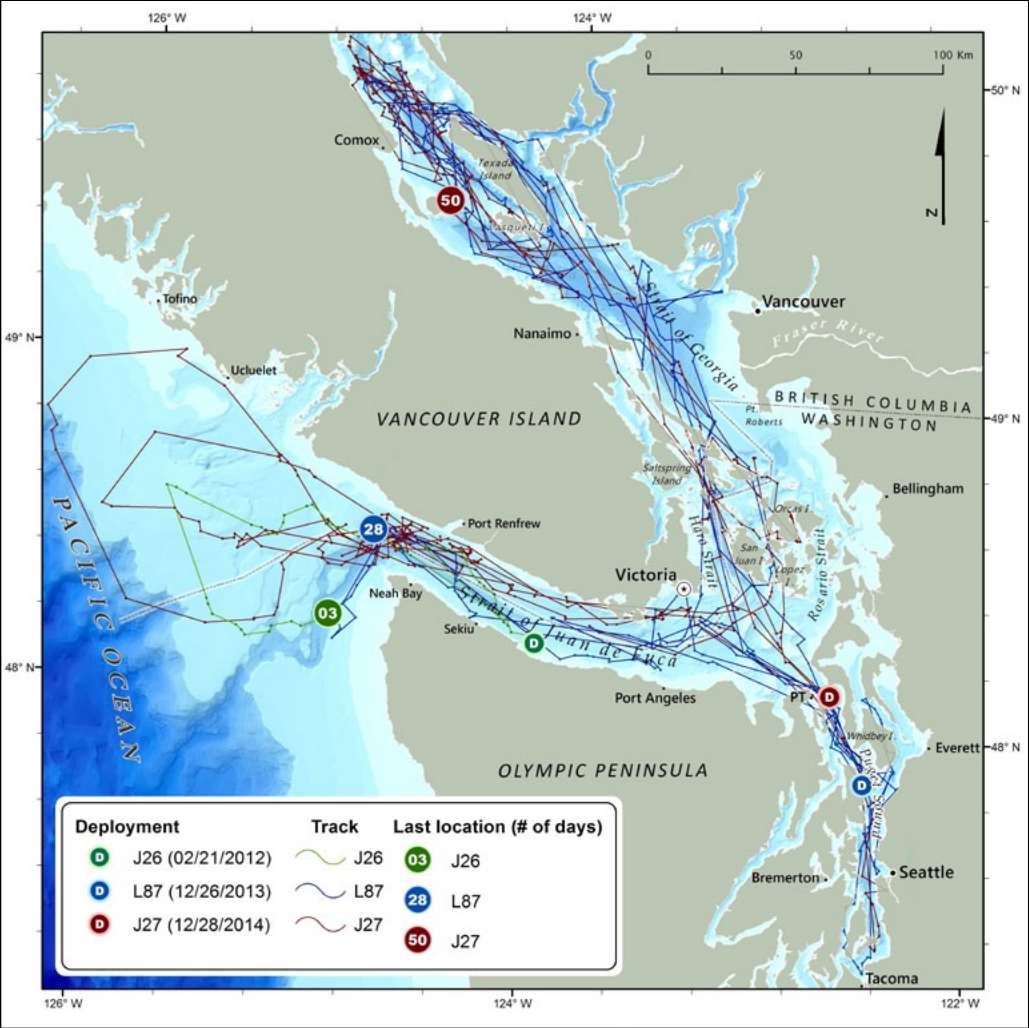 126° W
124° W
0
50
100 Km
50° N
Comox
Texada
Island
50
Lasqueti I
N
Tofino
Vancouver
Strait of Georgia
Nanaimo
Fraser River
49° N
Ucluelet
BRITISH COLUMBIA
VANCOUVER ISLAND
Pt.
Roberts
WASHINGTON
49° N
Saltspring
Island
Bellingham
PACIFIC OCEAN
Orcas I
28
Port Renfrew
Haro Strait
San
Juan I
Lopez
I
Rosario Strait
Victoria
Neah Bay
03
Strait of Juan de Fuca
Sekiu
D
48° N
Port Angeles
PT
D
Whidbey I
Everett
48° N
OLYMPIC PENINSULA
Puget Sound
D
Deployment
Track
Last location (# of days)
D J26 (02/21/2012)
J26
03 J26
D L87 (12/26/2013)
L87
28 L87
D J27 (12/28/2014)
J27
50 J27
Bremerton
Seattle
Tacoma
126° W
124° W
122° W